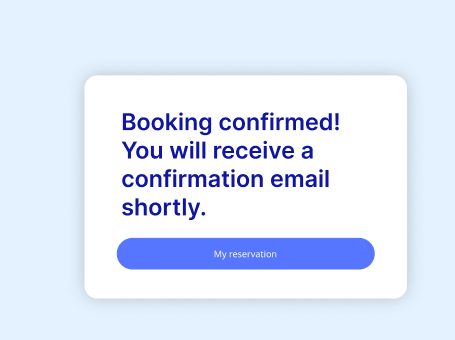 Booking confirmed!
You will receive a
confirmation email
shortly.
My reservation